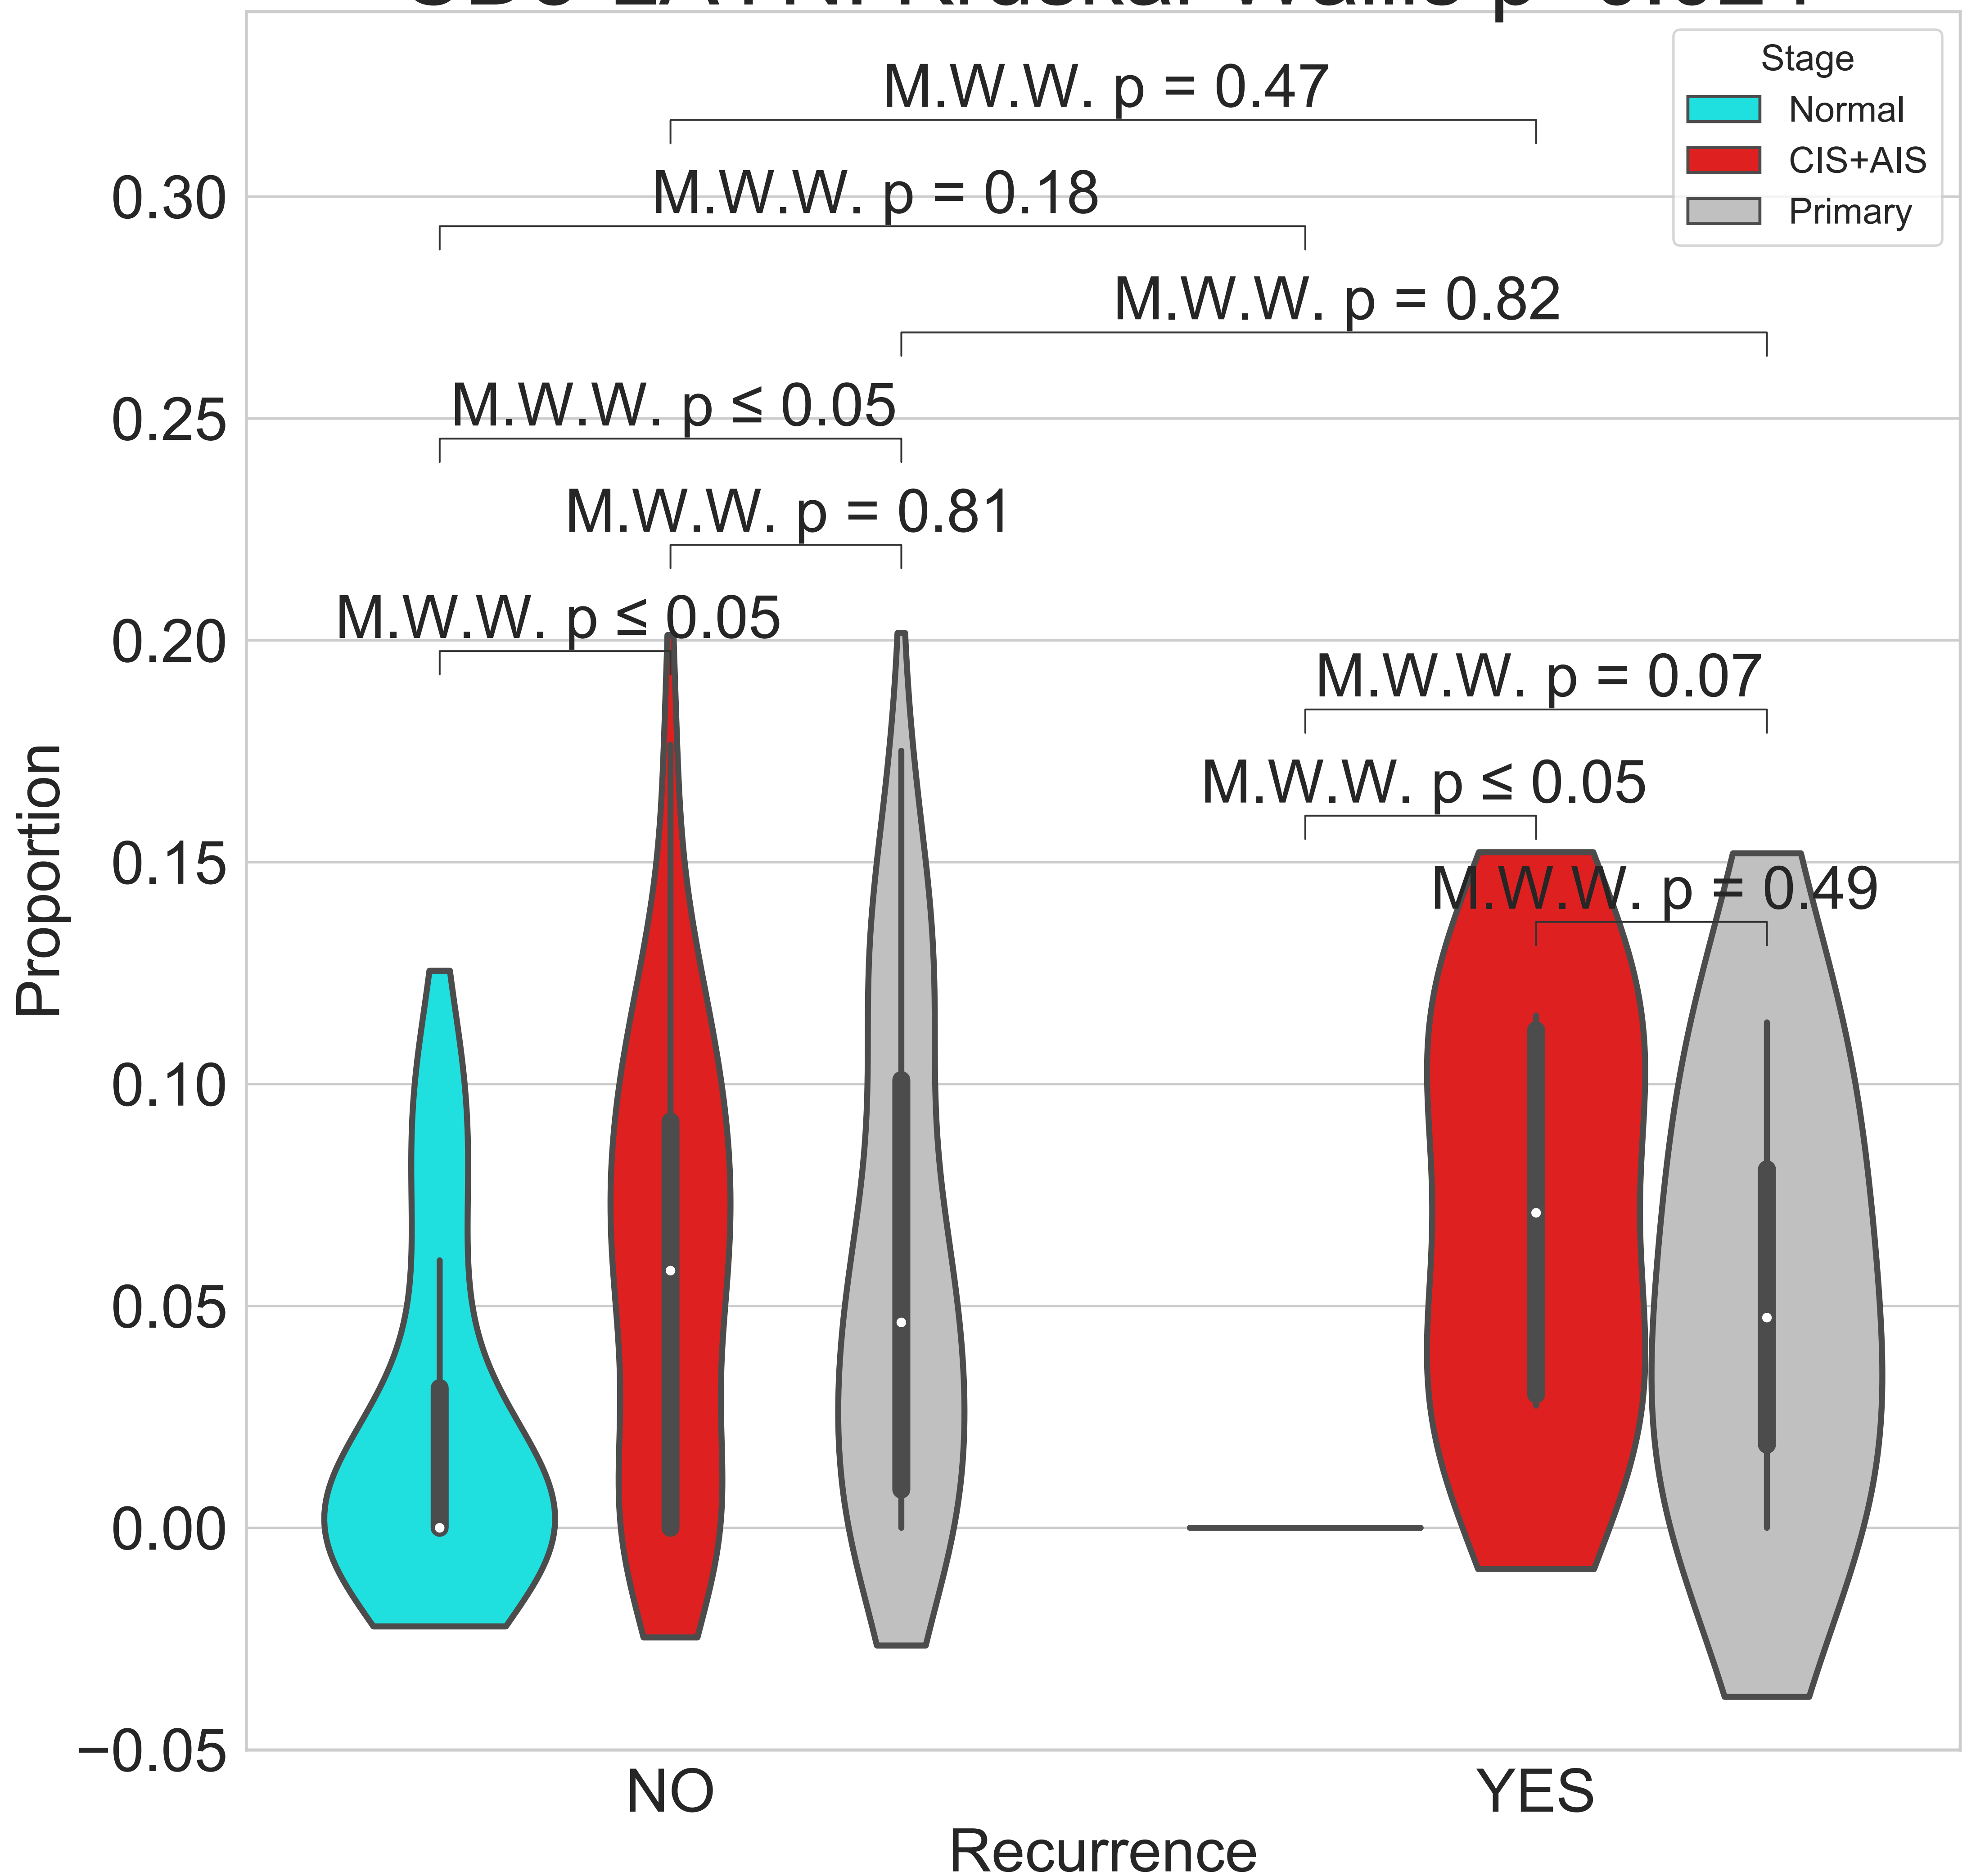 Stage
Normal
CIS+AIS
Primary
M.W.W. p = 0.47
M.W.W. p = 0.18
M.W.W. p = 0.82
M.W.W. p ≤ 0.05
M.W.W. p = 0.81
M.W.W. p ≤ 0.05
M.W.W. p = 0.07
M.W.W. p ≤ 0.05
M.W.W. p = 0.49
0.30
0.25
0.20
0.15
0.10
0.05
0.00
−0.05
Proportion
NO
YES
Recurrence